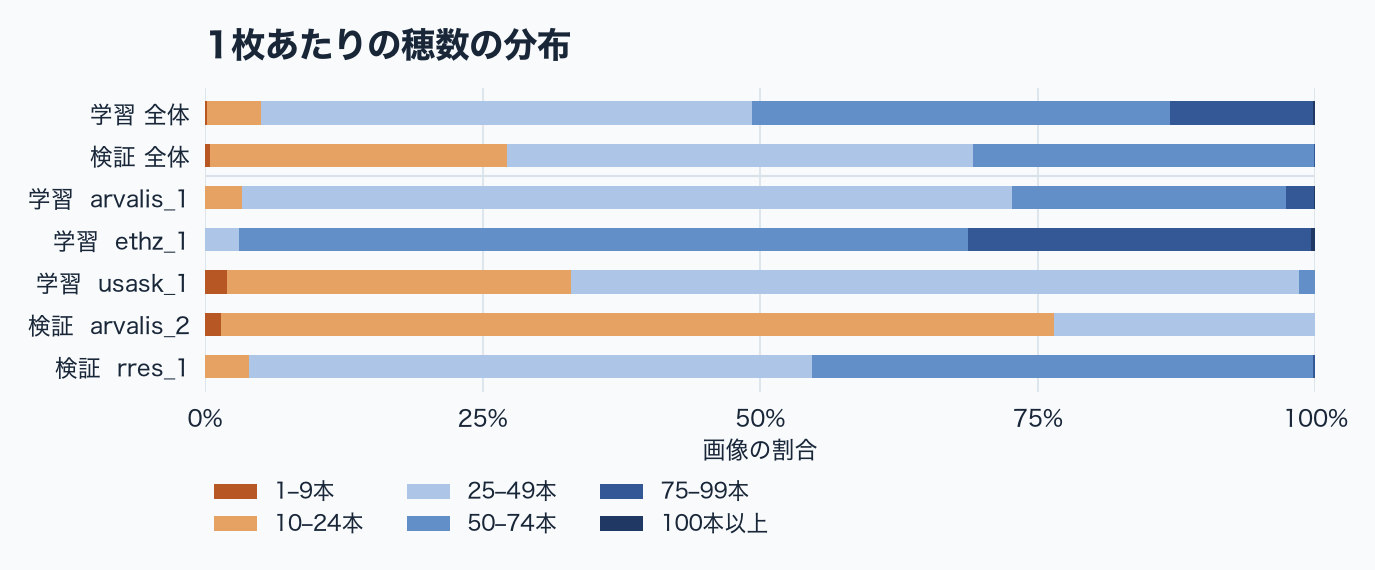 1枚あたりの穂数の分布
学習 全体
検証 全体
学習 arvalis_1
学習 ethz_1
学習 usask_1
検証 arvalis_2
検証 rres_1
0% 25% 50% 75% 100%
画像の割合
1–9本 25–49本 75–99本
10–24本 50–74本 100本以上